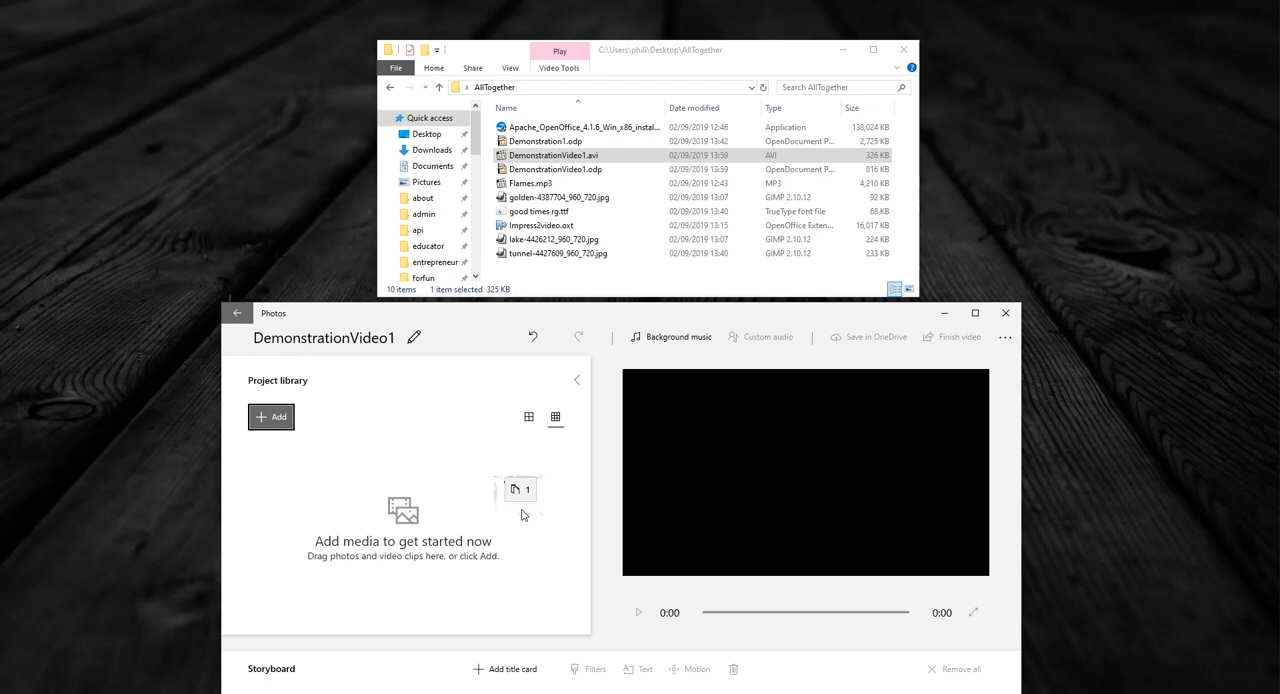 Play
C:\Users\phili\Desktop\AllTogether
File Home Share View Video Tools
AllTogether
Search AllTogether
Name Date modified Type Size
Quick access
Desktop
Downloads
Documents
Pictures
about
admin
api
educator
entrepreneur
forfun
Apache_OpenOffice_4.1.6_Win_x86_instal... 02/09/2019 12:46 Application 138,024 KB
Demonstration1.odp 02/09/2019 13:42 OpenDocument P... 2,725 KB
DemonstrationVideo1.avi 02/09/2019 13:59 AVI 326 KB
DemonstrationVideo1.odp 02/09/2019 13:59 OpenDocument P... 816 KB
Flames.mp3 02/09/2019 12:43 MP3 4,210 KB
golden-4387704_960_720.jpg 02/09/2019 13:07 GIMP 2.10.12 92 KB
good times rg.ttf 02/09/2019 13:40 TrueType font file 68 KB
Impress2video.oxt 02/09/2019 13:15 OpenOffice Exten... 16,017 KB
lake-4426212_960_720.jpg 02/09/2019 13:07 GIMP 2.10.12 224 KB
tunnel-4427609_960_720.jpg 02/09/2019 13:40 GIMP 2.10.12 233 KB
10 items 1 item selected 325 KB
Photos
DemonstrationVideo1
Background music Custom audio Save in OneDrive Finish video
Project library
Add
1
Add media to get started now
Drag photos and video clips here, or click Add.
0:00 0:00
Storyboard
Add title card Filters Text Motion Remove all